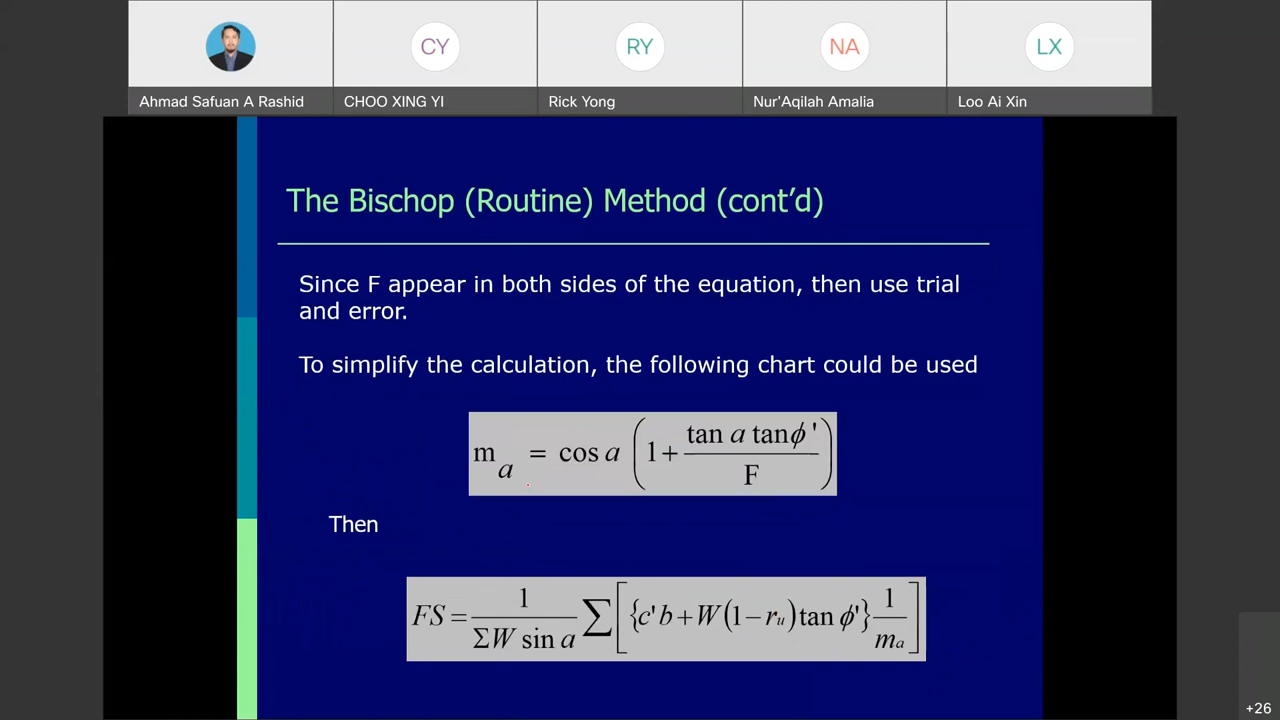 CY
RY
NA
LX
Ahmad Safuan A Rashid
CHOO XING YI
Rick Yong
Nur'Aqilah Amalia
Loo Ai Xin
The Bischop (Routine) Method (cont’d)
Since F appear in both sides of the equation, then use trial
and error.
To simplify the calculation, the following chart could be used
m_a = cos a (1 + (tan a tan ϕ ') / F)
Then
FS = 1 / (ΣW sin a) ∑[{c' b + W(1 − r_u) tan ϕ'} 1 / m_a]
+26